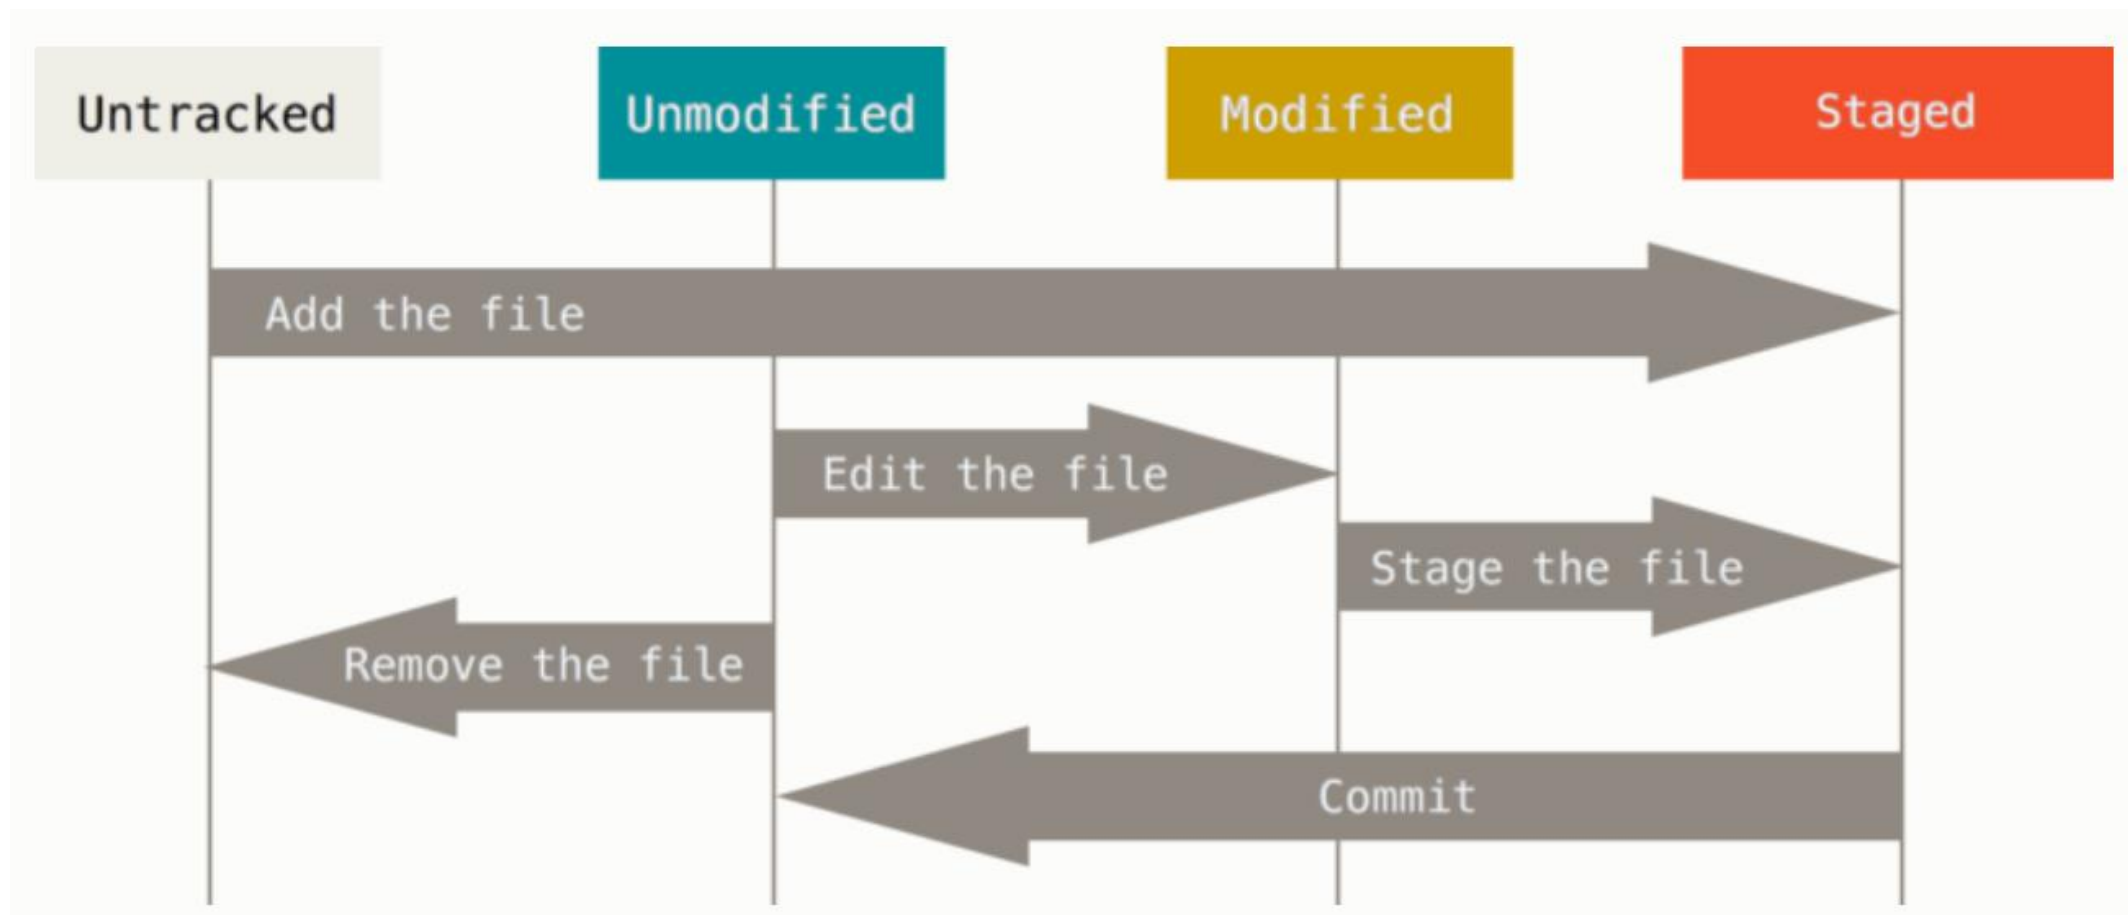 Untracked
Unmodified
Modified
Staged
Add the file
Edit the file
Stage the file
Remove the file
Commit